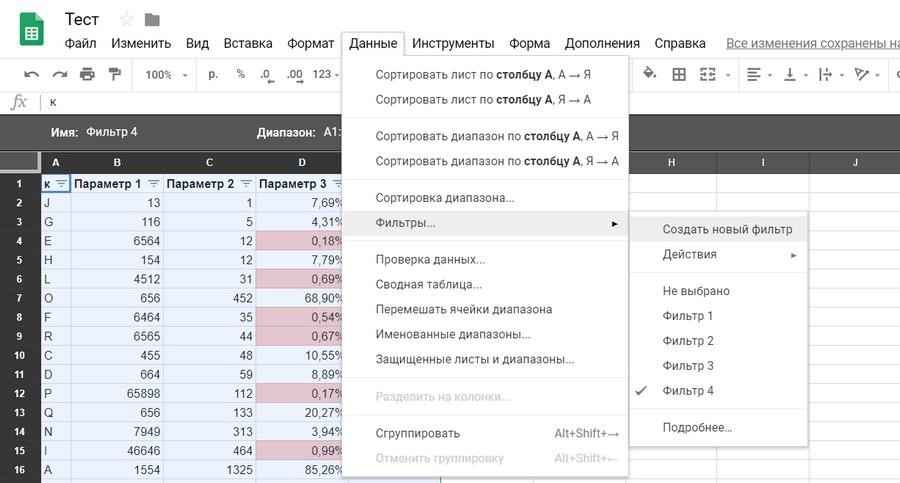 Тест
Файл Изменить Вид Вставка Формат Данные Инструменты Форма Дополнения Справка Все изменения сохранены на
100% р. % .0 .00 123
fx к
Имя: Фильтр 4 Диапазон: A1:
A B C D H I J
1 к Параметр 1 Параметр 2 Параметр 3
2 J 13 1 7,69%
3 G 116 5 4,31%
4 E 6564 12 0,18%
5 H 154 12 7,79%
6 L 4512 31 0,69%
7 O 656 452 68,90%
8 F 6464 35 0,54%
9 R 6565 44 0,67%
10 C 455 48 10,55%
11 D 664 59 8,89%
12 P 65898 112 0,17%
13 Q 656 133 20,27%
14 N 7949 313 3,94%
15 I 46646 464 0,99%
16 A 1554 1325 85,26%
Сортировать лист по столбцу A, А → Я
Сортировать лист по столбцу A, Я → А
Сортировать диапазон по столбцу A, А → Я
Сортировать диапазон по столбцу A, Я → А
Сортировка диапазона...
Фильтры... ►
Проверка данных...
Сводная таблица...
Перемешать ячейки диапазона
Именованные диапазоны...
Защищенные листы и диапазоны...
Разделить на колонки...
Сгруппировать Alt+Shift+→
Отменить группировку Alt+Shift+←
Создать новый фильтр
Действия ►
Не выбрано
Фильтр 1
Фильтр 2
Фильтр 3
Фильтр 4
Подробнее...